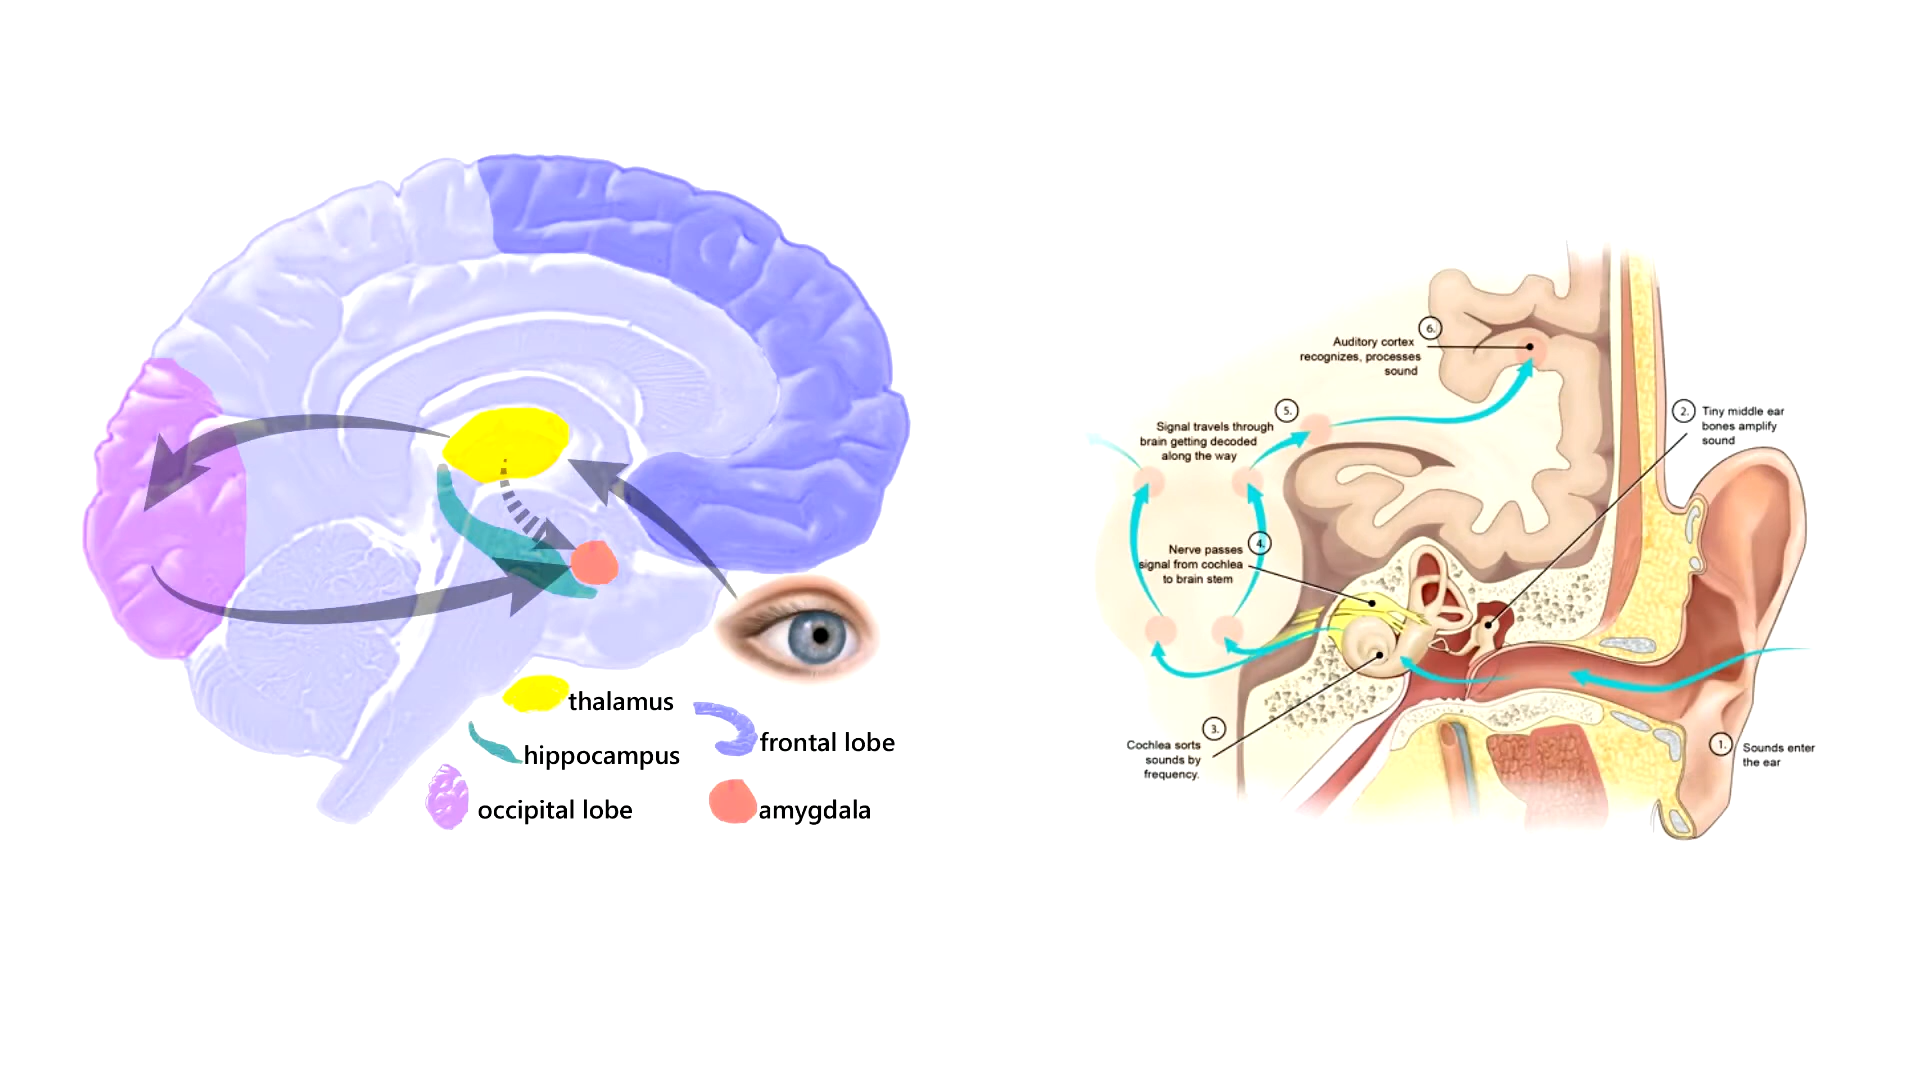 thalamus
hippocampus
occipital lobe
frontal lobe
amygdala
6.
Auditory cortex
recognizes, processes
sound
5.
Signal travels through
brain getting decoded
along the way
2.
Tiny middle ear
bones amplify
sound
4.
Nerve passes
signal from cochlea
to brain stem
3.
Cochlea sorts
sounds by
frequency.
1.
Sounds enter
the ear